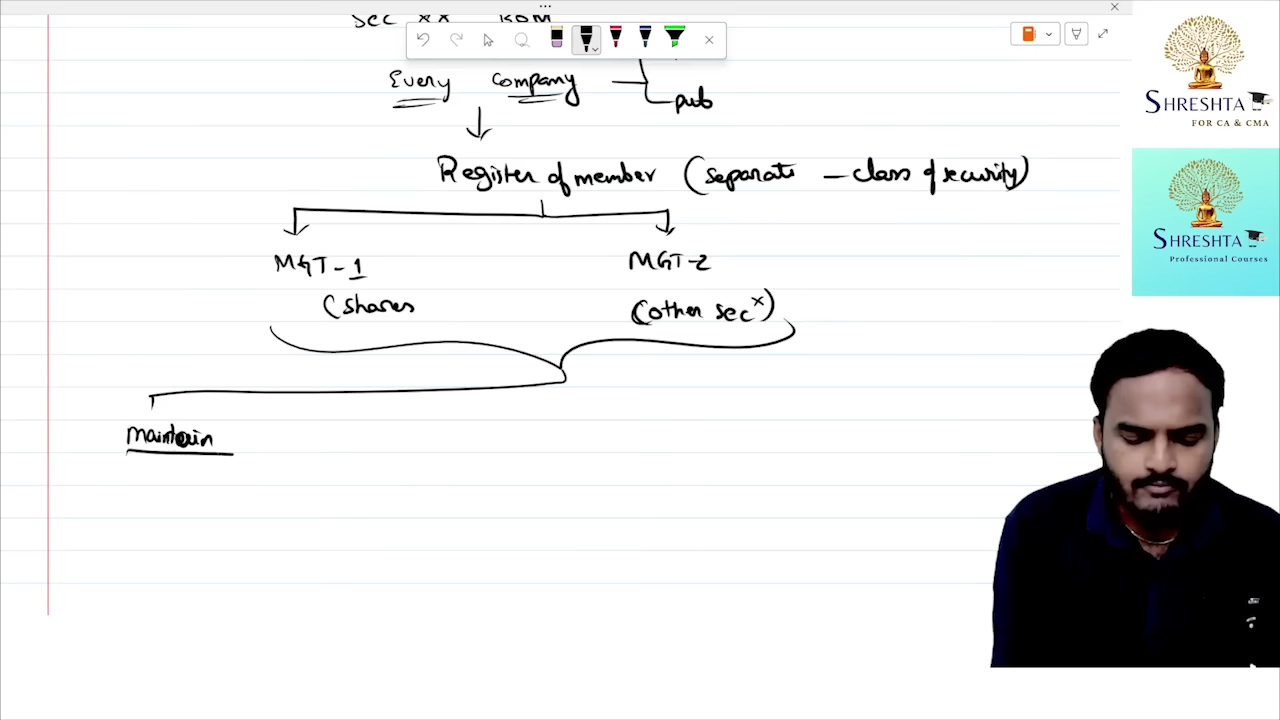 Every company
pub
Register of member (separate – class of security)
MGT-1
MGT-2
(shares
(other sec x)
maintain
SHRESHTA
FOR CA & CMA
SHRESHTA
Professional Courses